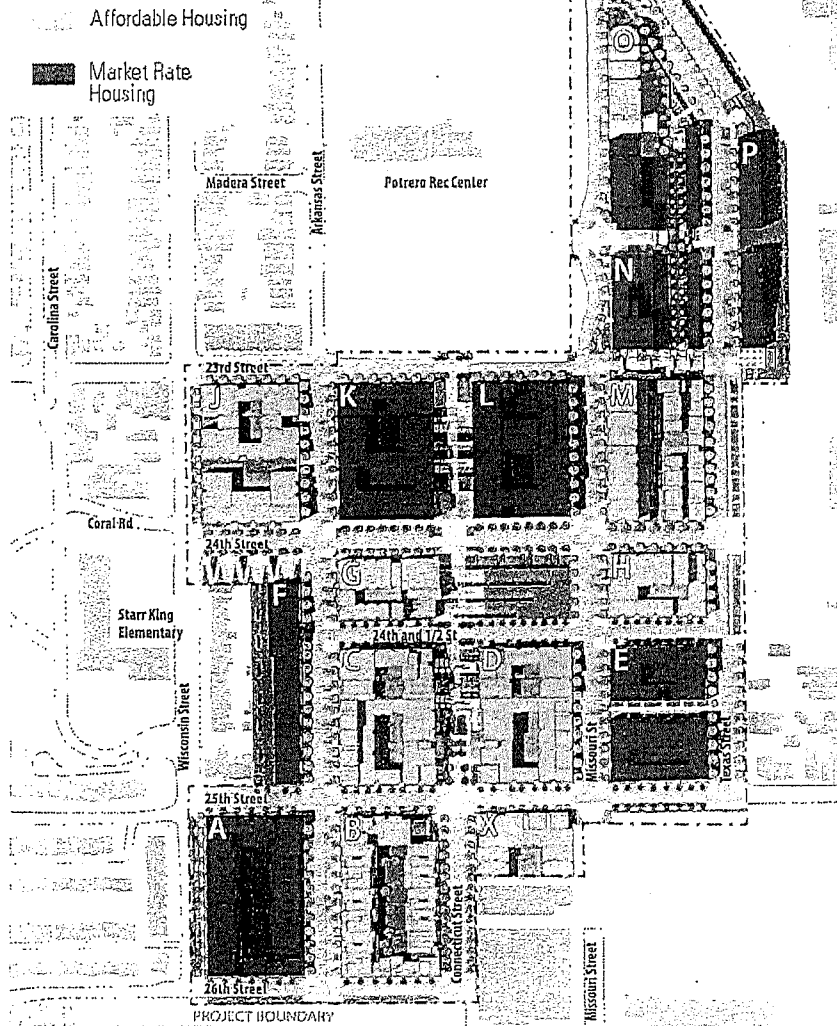 Affordable Housing
Market Rate
Housing
O
P
Madera Street
Arkansas Street
Potrero Rec Center
Carolina Street
N
23rd Street
J
K
L
M
Coral Rd
24th Street
G
H
F
Starr King
Elementary
24th and 1/2 St
C
D
E
Wisconsin Street
Missouri St
Texas Street
25th Street
A
B
X
Connecticut Street
Missouri Street
26th Street
PROJECT BOUNDARY